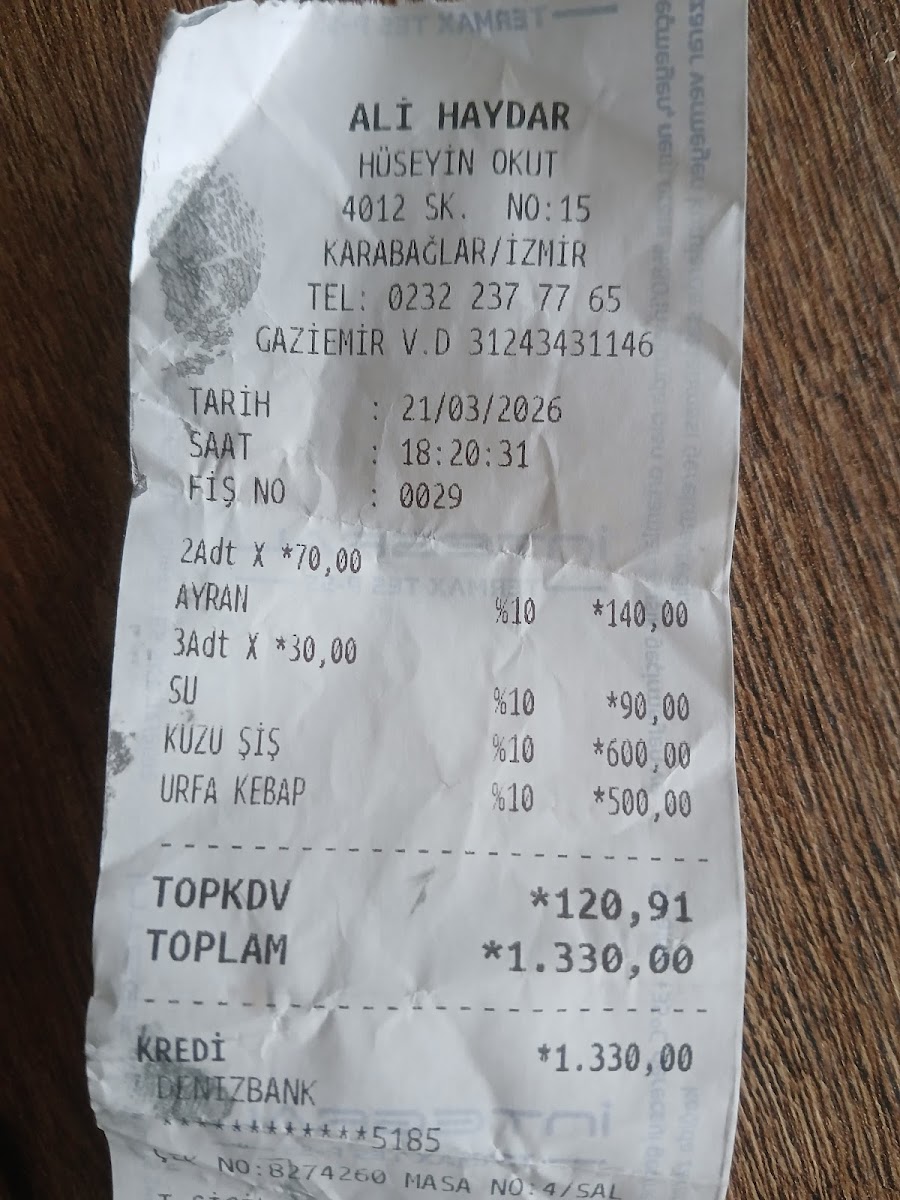 ALİ HAYDAR
HÜSEYİN OKUT
4012 SK. NO:15
KARABAĞLAR/İZMİR
TEL: 0232 237 77 65
GAZİEMİR V.D 31243431146
TARİH : 21/03/2026
SAAT : 18:20:31
FİŞ NO : 0029
2Adt X *70,00
AYRAN %10 *140,00
3Adt X *30,00
SU %10 *90,00
KUZU ŞİŞ %10 *600,00
URFA KEBAP %10 *500,00
TOPKDV *120,91
TOPLAM *1.330,00
KREDİ *1.330,00
DENİZBANK
************5185
NO:8274260 MASA NO:4/SAL